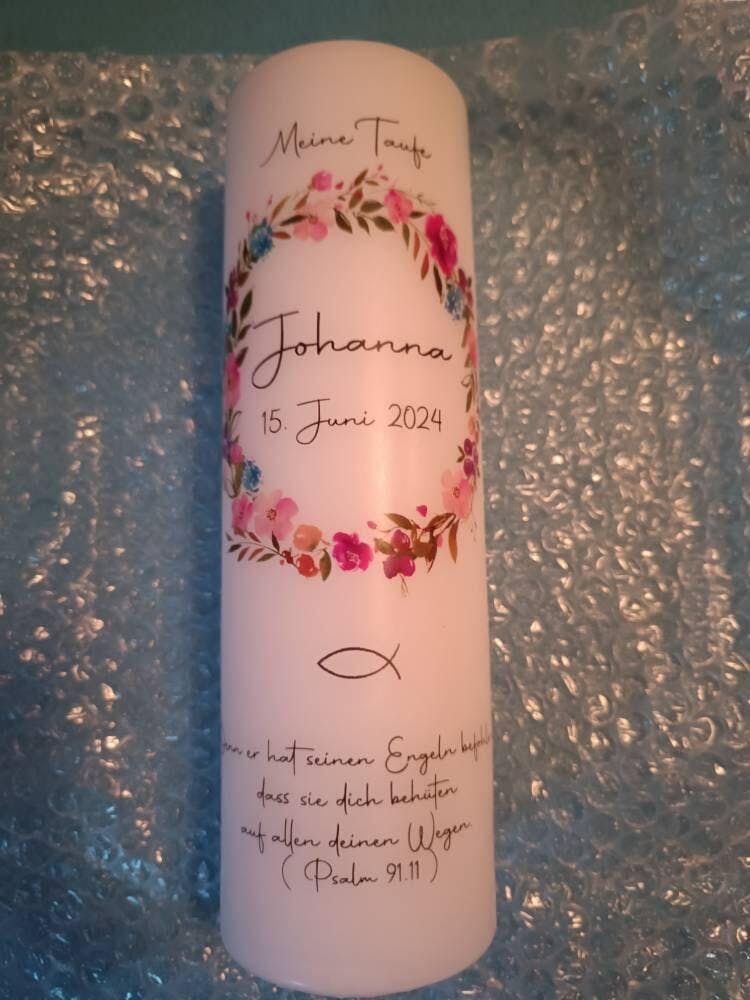 Meine Taufe
Johanna
15. Juni 2024
er hat seinen Engeln
dass sie dich behüten
auf allen deinen Wegen.
( Psalm 91.11 )